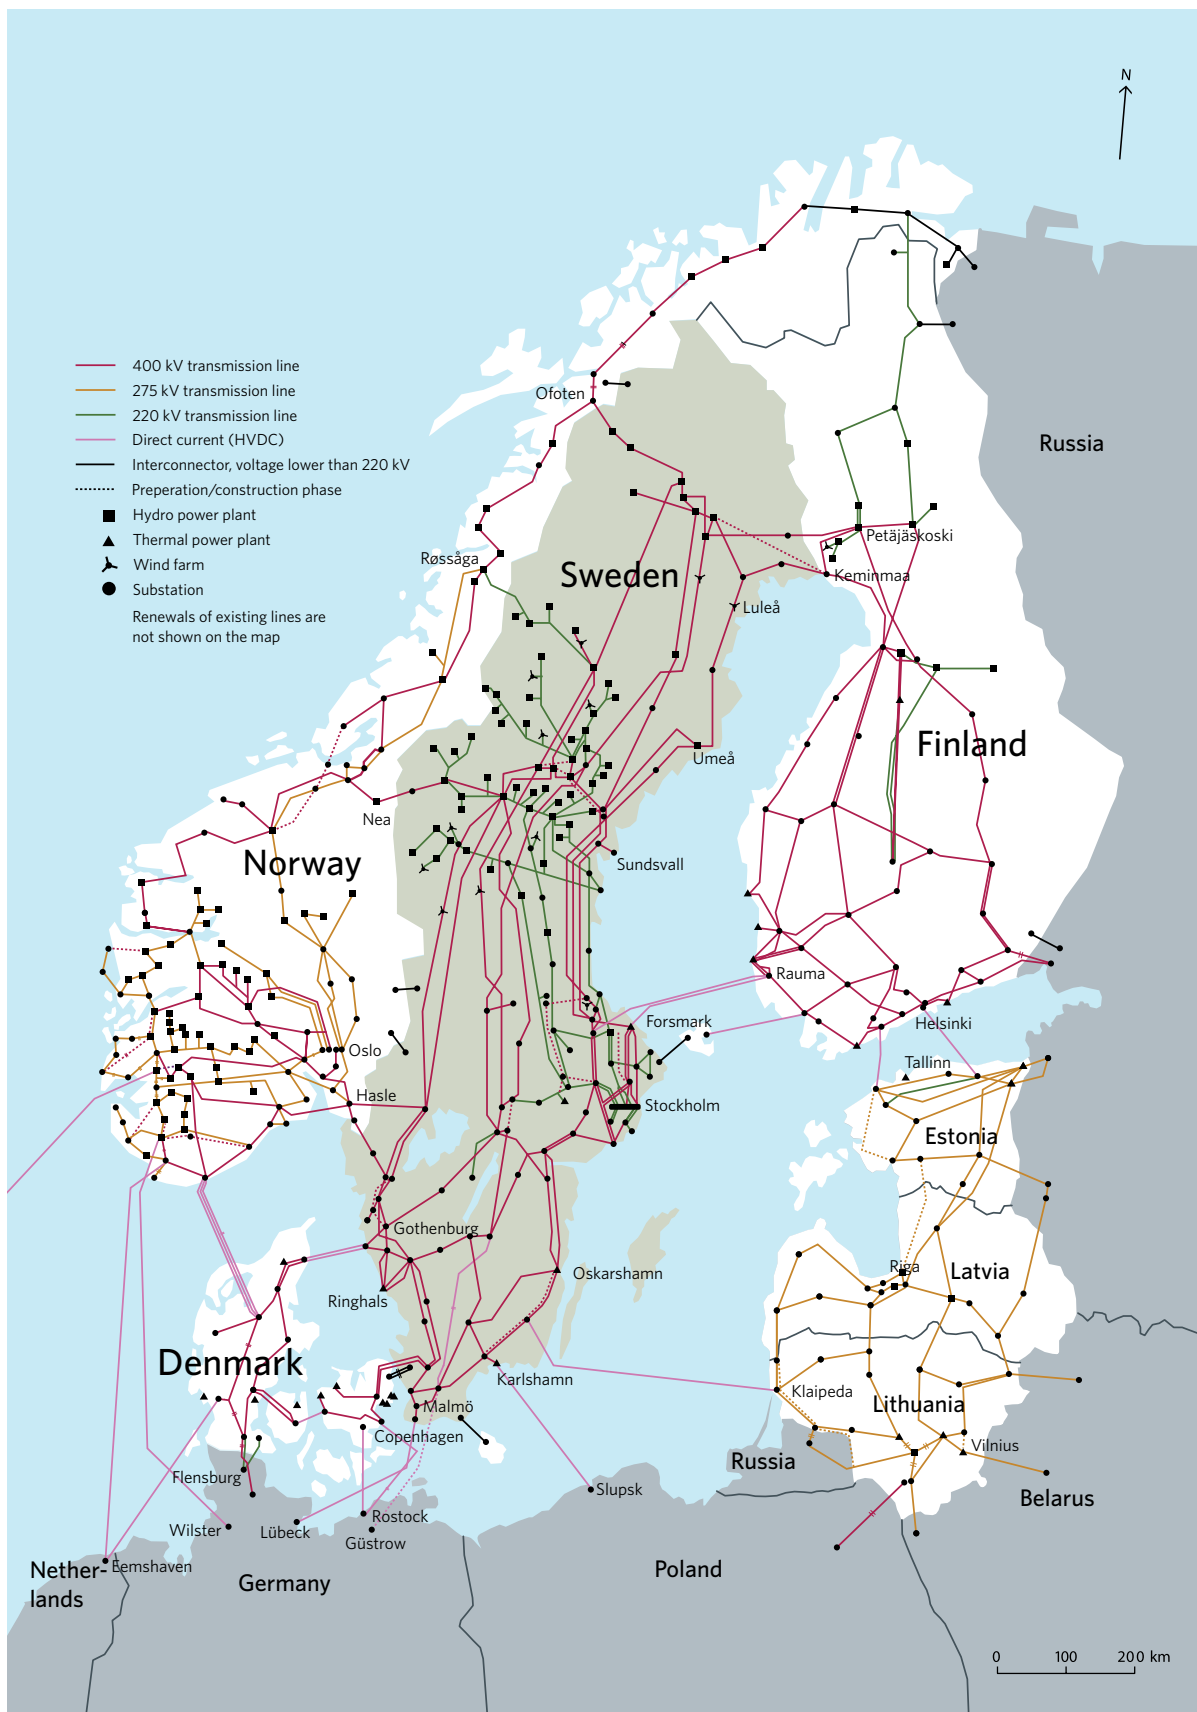 N
400 kV transmission line
275 kV transmission line
220 kV transmission line
Direct current (HVDC)
Interconnector, voltage lower than 220 kV
Preperation/construction phase
Hydro power plant
Thermal power plant
Wind farm
Substation
Renewals of existing lines are
not shown on the map
Ofoten
Russia
Petäjäskoski
Røssåga
Sweden
Keminmaa
Luleå
Finland
Umeå
Nea
Norway
Sundsvall
Rauma
Forsmark
Helsinki
Oslo
Tallinn
Hasle
Stockholm
Estonia
Gothenburg
Riga
Latvia
Oskarshamn
Ringhals
Denmark
Karlshamn
Klaipeda
Malmö
Lithuania
Copenhagen
Vilnius
Russia
Flensburg
Slupsk
Belarus
Rostock
Wilster
Lübeck
Güstrow
Eemshaven
Nether-
lands
Germany
Poland
0 100 200 km